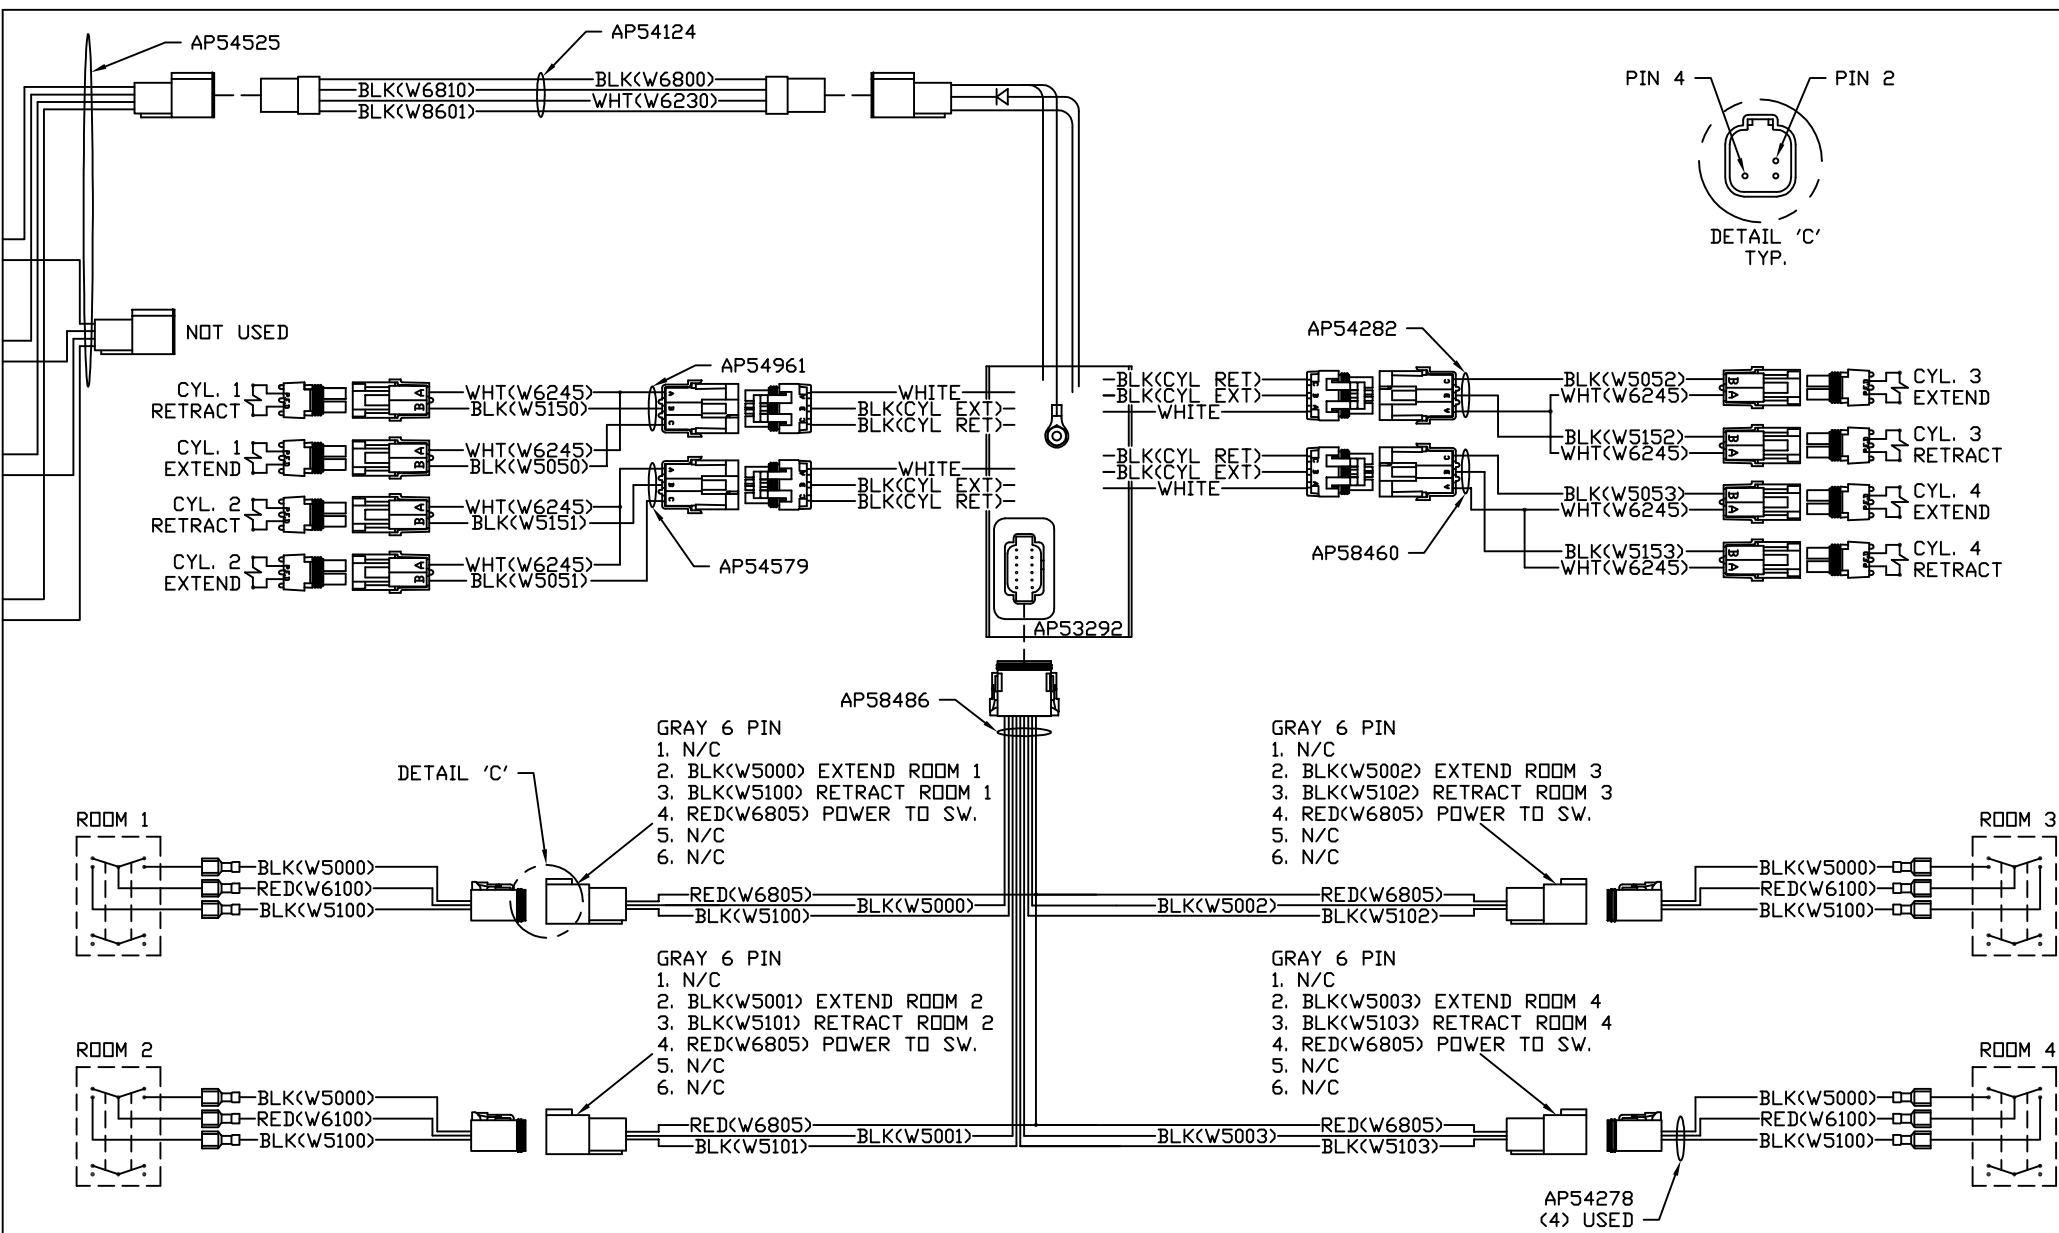 AP54525
AP54124
BLK(W6800)
BLK(W6810)
WHT(W6230)
BLK(W8601)
PIN 4
PIN 2
DETAIL 'C'
TYP.
NOT USED
AP54961
AP54282
CYL. 1
RETRACT
A
B
WHT(W6245)
BLK(W5150)
A
B
C
WHITE
BLK(CYL EXT)
BLK(CYL RET)
CYL. 1
EXTEND
A
B
WHT(W6245)
BLK(W5050)
CYL. 2
RETRACT
A
B
WHT(W6245)
BLK(W5151)
A
B
C
WHITE
BLK(CYL EXT)
BLK(CYL RET)
CYL. 2
EXTEND
A
B
WHT(W6245)
BLK(W5051)
AP54579
BLK(CYL RET)
BLK(CYL EXT)
WHITE
C
B
A
BLK(W5052)
WHT(W6245)
B
A
CYL. 3
EXTEND
BLK(W5152)
WHT(W6245)
B
A
CYL. 3
RETRACT
BLK(CYL RET)
BLK(CYL EXT)
WHITE
C
B
A
BLK(W5053)
WHT(W6245)
B
A
CYL. 4
EXTEND
BLK(W5153)
WHT(W6245)
B
A
CYL. 4
RETRACT
AP58460
AP53292
AP58486
DETAIL 'C'
GRAY 6 PIN
1. N/C
2. BLK(W5000) EXTEND ROOM 1
3. BLK(W5100) RETRACT ROOM 1
4. RED(W6805) POWER TO SW.
5. N/C
6. N/C
GRAY 6 PIN
1. N/C
2. BLK(W5002) EXTEND ROOM 3
3. BLK(W5102) RETRACT ROOM 3
4. RED(W6805) POWER TO SW.
5. N/C
6. N/C
ROOM 1
BLK(W5000)
RED(W6100)
BLK(W5100)
RED(W6805)
BLK(W5000)
BLK(W5100)
RED(W6805)
BLK(W5002)
BLK(W5102)
ROOM 3
BLK(W5000)
RED(W6100)
BLK(W5100)
GRAY 6 PIN
1. N/C
2. BLK(W5001) EXTEND ROOM 2
3. BLK(W5101) RETRACT ROOM 2
4. RED(W6805) POWER TO SW.
5. N/C
6. N/C
GRAY 6 PIN
1. N/C
2. BLK(W5003) EXTEND ROOM 4
3. BLK(W5103) RETRACT ROOM 4
4. RED(W6805) POWER TO SW.
5. N/C
6. N/C
ROOM 2
BLK(W5000)
RED(W6100)
BLK(W5100)
RED(W6805)
BLK(W5001)
BLK(W5101)
RED(W6805)
BLK(W5003)
BLK(W5103)
ROOM 4
BLK(W5000)
RED(W6100)
BLK(W5100)
AP54278
(4) USED